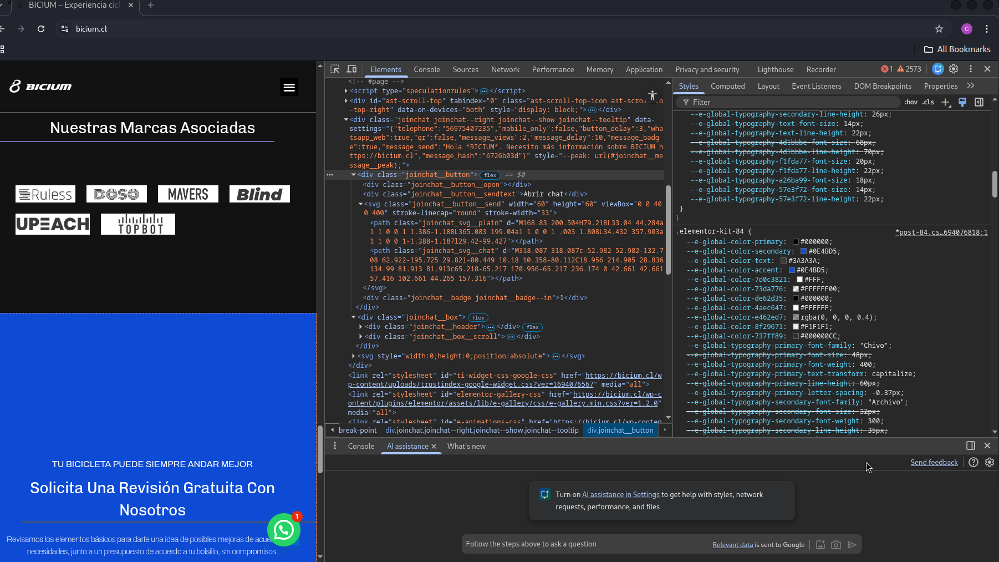 BICIUM – Experiencia cicl
bicium.cl
C
All Bookmarks
BICIUM
Nuestras Marcas Asociadas
Ruless DOSO MAVERS Blind
UPEACH TOPBOT
TU BICICLETA PUEDE SIEMPRE ANDAR MEJOR
Solicita Una Revisión Gratuita Con
Nosotros
1
Revisamos los elementos básicos para darte una idea de posibles mejoras de acue
necesidades, junto a un presupuesto de acuerdo a tu bolsillo, sin compromisos.
Elements Console Sources Network Performance Memory Application Privacy and security Lighthouse Recorder 1 2573
<!-- #page -->
<script type="speculationrules">…</script>
<div id="ast-scroll-top" tabindex="0" class="ast-scroll-top-icon ast-scrol
-top-right" data-on-devices="both" style="display: block;">…</div>
<div class="joinchat joinchat--right joinchat--show joinchat--tooltip" data-
settings="{"telephone":"56975407235","mobile_only":false,"button_delay":3,"wha
tsapp_web":true,"qr":false,"message_views":2,"message_delay":10,"message_badg
e":true,"message_send":"Hola *BICIUM*. Necesito más información sobre BICIUM h
ttps://bicium.cl","message_hash":"6726b03d"}" style="--peak: url(#joinchat__me
ssage__peak);">
<div class="joinchat__button"> flex == $0
<div class="joinchat__button__open"></div>
<div class="joinchat__button__sendtext">Abrir chat</div>
<svg class="joinchat__button__send" width="60" height="60" viewBox="0 0 40
0 400" stroke-linecap="round" stroke-width="33">
<path class="joinchat_svg__plain" d="M168.83 200.504H79.218L33.04 44.284a
1 1 0 0 1 1.386-1.188L365.083 199.04a1 1 0 0 1 .003 1.808L34.432 357.903a
1 1 0 0 1-1.388-1.187l29.42-99.427"></path>
<path class="joinchat_svg__chat" d="M318.087 318.087c-52.982 52.982-132.7
08 62.922-195.725 29.82l-80.449 10.18 10.358-80.112C18.956 214.905 28.836
134.99 81.913 81.913c65.218-65.217 170.956-65.217 236.174 0 42.661 42.661
57.416 102.661 44.265 157.316"></path>
</svg>
<div class="joinchat__badge joinchat__badge--in">1</div>
</div>
<div class="joinchat__box"> flex
<div class="joinchat__header">…</div> flex
<div class="joinchat__box__scroll">…</div>
</div>
<svg style="width:0;height:0;position:absolute">…</svg>
</div>
<link rel="stylesheet" id="ti-widget-css-google-css" href="https://bicium.cl/w
p-content/uploads/trustindex-google-widget.css?ver=1694076567" media="all">
<link rel="stylesheet" id="elementor-gallery-css" href="https://bicium.cl/wp-c
ontent/plugins/elementor/assets/lib/e-gallery/css/e-gallery.min.css?ver=1.2.0"
media="all">
<link rel="stylesheet" id="e-animations-css" href="https://bicium.cl/wp-conten
break-point div.joinchat.joinchat--right.joinchat--show.joinchat--tooltip div.joinchat__button
Styles Computed Layout Event Listeners DOM Breakpoints Properties
Filter :hov .cls
--e-global-typography-secondary-line-height: 26px;
--e-global-typography-text-font-size: 14px;
--e-global-typography-text-line-height: 22px;
--e-global-typography-4d1bbbe-font-size: 68px;
--e-global-typography-4d1bbbe-line-height: 70px;
--e-global-typography-f1fda77-font-size: 20px;
--e-global-typography-f1fda77-line-height: 22px;
--e-global-typography-a26ba99-font-size: 18px;
--e-global-typography-57e3f72-font-size: 14px;
--e-global-typography-57e3f72-line-height: 22px;
}
}
.elementor-kit-84 { *post-84.cs…694076818:1
--e-global-color-primary: #000000;
--e-global-color-secondary: #0E4BD5;
--e-global-color-text: #3A3A3A;
--e-global-color-accent: #0E4BD5;
--e-global-color-7d0c3821: #FFF;
--e-global-color-73da776: #FFFFFF00;
--e-global-color-de62d35: #000000;
--e-global-color-4aec647: #FFFFFF;
--e-global-color-e462ed7: rgba(0, 0, 0, 0.4);
--e-global-color-8f29671: #F1F1F1;
--e-global-color-737ff89: #000000CC;
--e-global-typography-primary-font-family: "Chivo";
--e-global-typography-primary-font-size: 48px;
--e-global-typography-primary-font-weight: 400;
--e-global-typography-primary-text-transform: capitalize;
--e-global-typography-primary-line-height: 60px;
--e-global-typography-primary-letter-spacing: -0.37px;
--e-global-typography-secondary-font-family: "Archivo";
--e-global-typography-secondary-font-size: 32px;
--e-global-typography-secondary-font-weight: 300;
--e-global-typography-secondary-line-height: 35px;
Console AI assistance What's new
Send feedback
Turn on AI assistance in Settings to get help with styles, network
requests, performance, and files
Follow the steps above to ask a question Relevant data is sent to Google